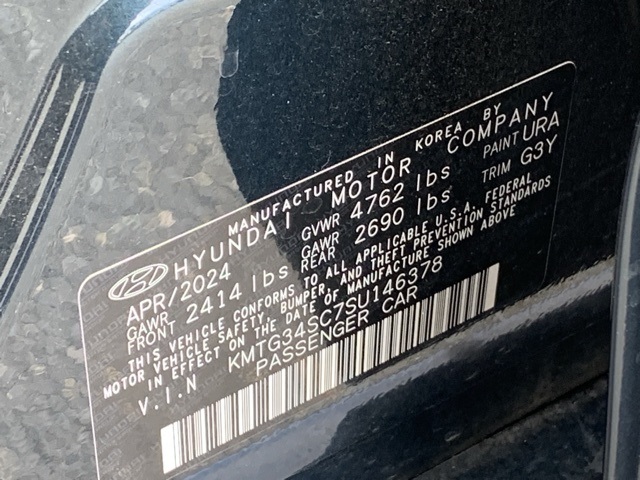 MANUFACTURED IN KOREA BY
HYUNDAI MOTOR COMPANY
APR/2024 GVWR 4762 lbs PAINT URA
GAWR FRONT 2414 lbs GAWR REAR 2690 lbs TRIM G3Y
THIS VEHICLE CONFORMS TO ALL APPLICABLE U.S.A. FEDERAL
MOTOR VEHICLE SAFETY, BUMPER, AND THEFT PREVENTION STANDARDS
IN EFFECT ON THE DATE OF MANUFACTURE SHOWN ABOVE
V.I.N KMTG34SC7SU146378
PASSENGER CAR